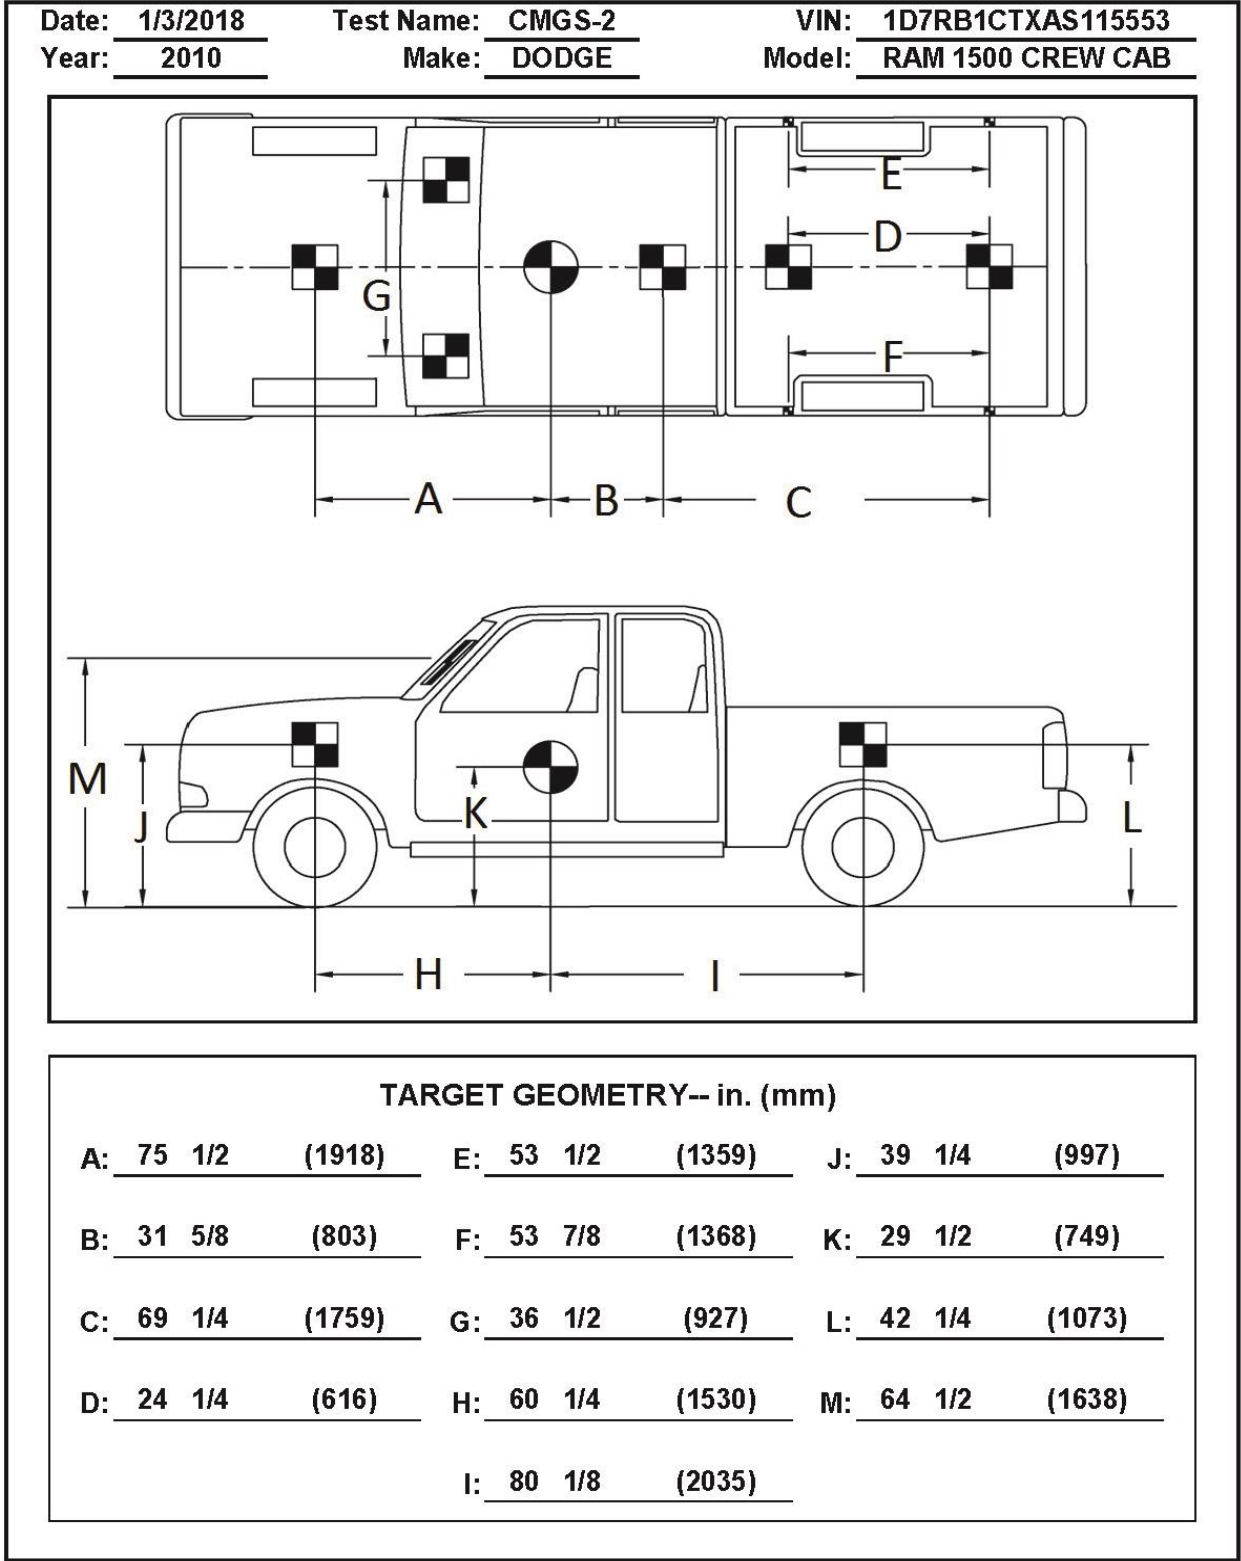 Date: 1/3/2018 Test Name: CMGS-2 VIN: 1D7RB1CTXAS115553
Year: 2010 Make: DODGE Model: RAM 1500 CREW CAB
E
D
G
F
A B C
M
J
K
L
H I
TARGET GEOMETRY-- in. (mm)
A: 75 1/2 (1918) E: 53 1/2 (1359) J: 39 1/4 (997)
B: 31 5/8 (803) F: 53 7/8 (1368) K: 29 1/2 (749)
C: 69 1/4 (1759) G: 36 1/2 (927) L: 42 1/4 (1073)
D: 24 1/4 (616) H: 60 1/4 (1530) M: 64 1/2 (1638)
I: 80 1/8 (2035)